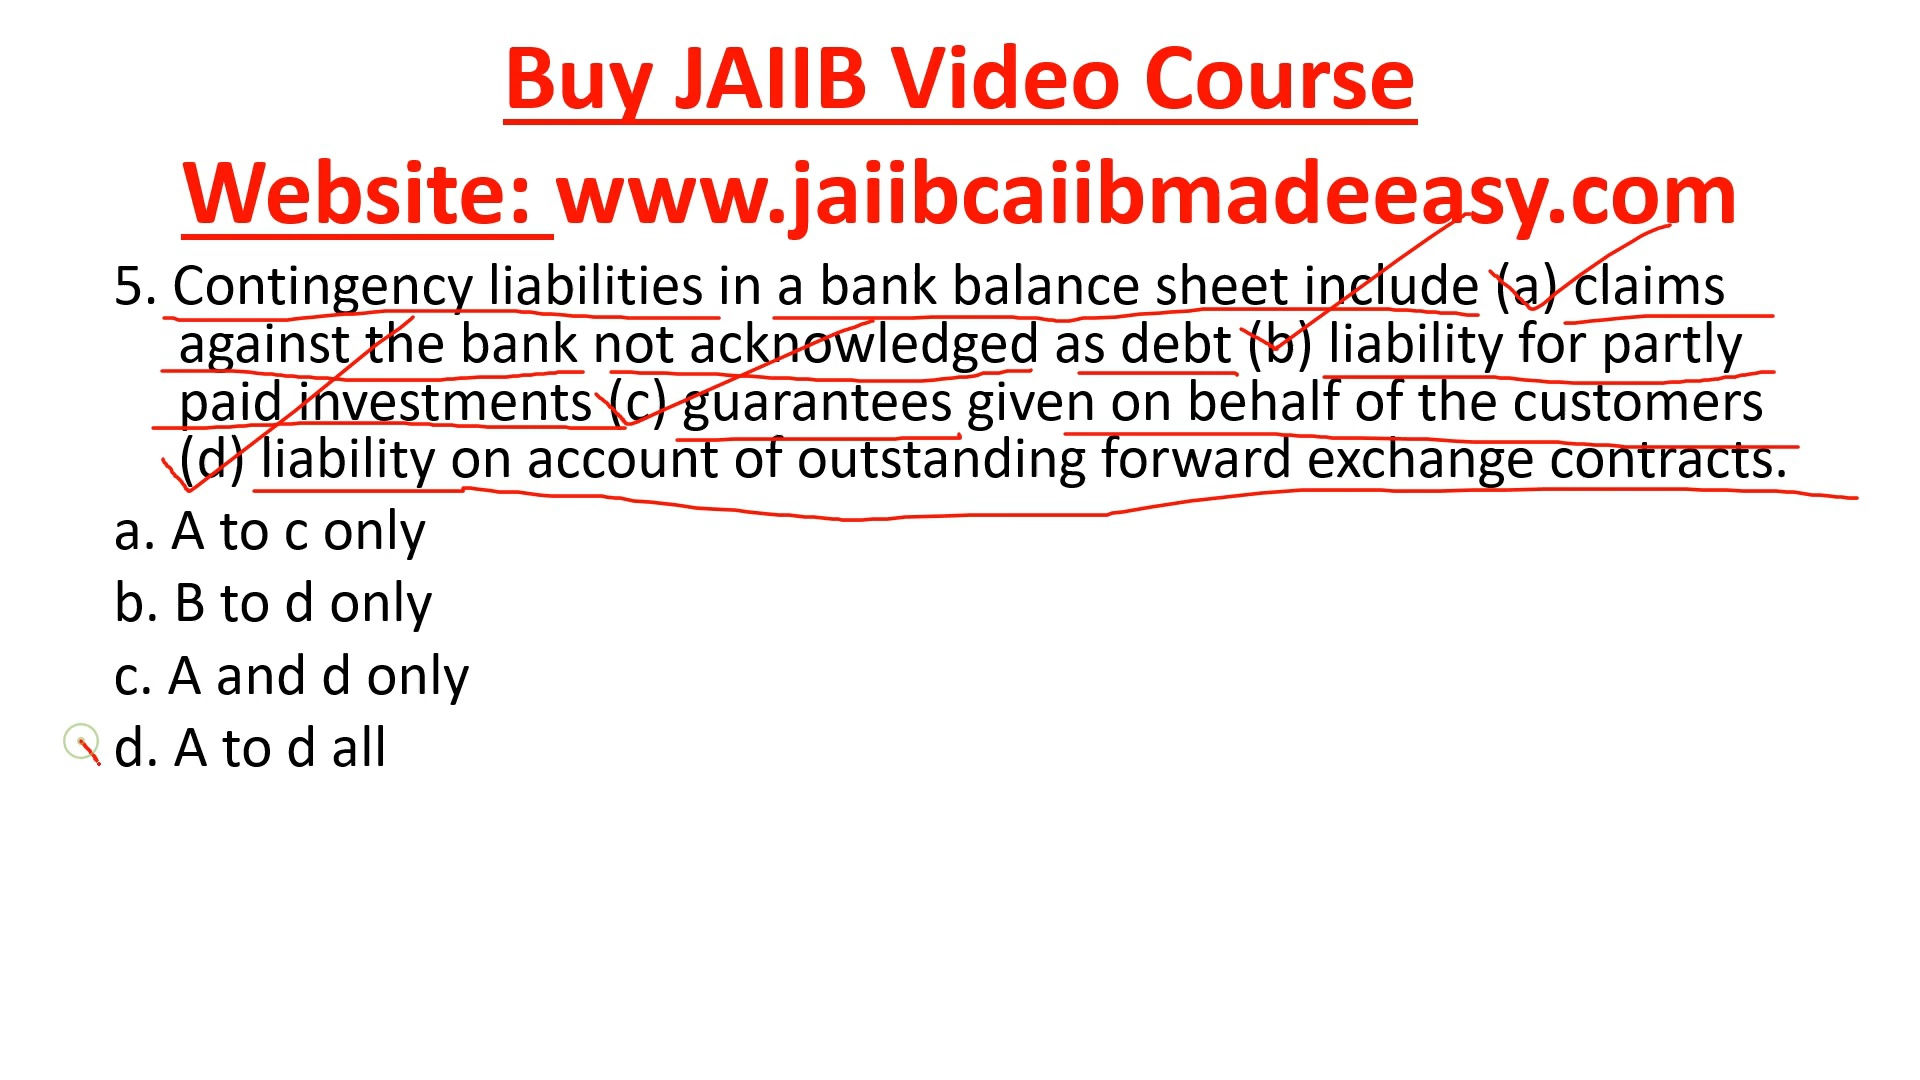 Buy JAIIB Video Course
Website: www.jaiibcaiibmadeeasy.com
5. Contingency liabilities in a bank balance sheet include (a) claims
against the bank not acknowledged as debt (b) liability for partly
paid investments (c) guarantees given on behalf of the customers
(d) liability on account of outstanding forward exchange contracts.
a. A to c only
b. B to d only
c. A and d only
d. A to d all